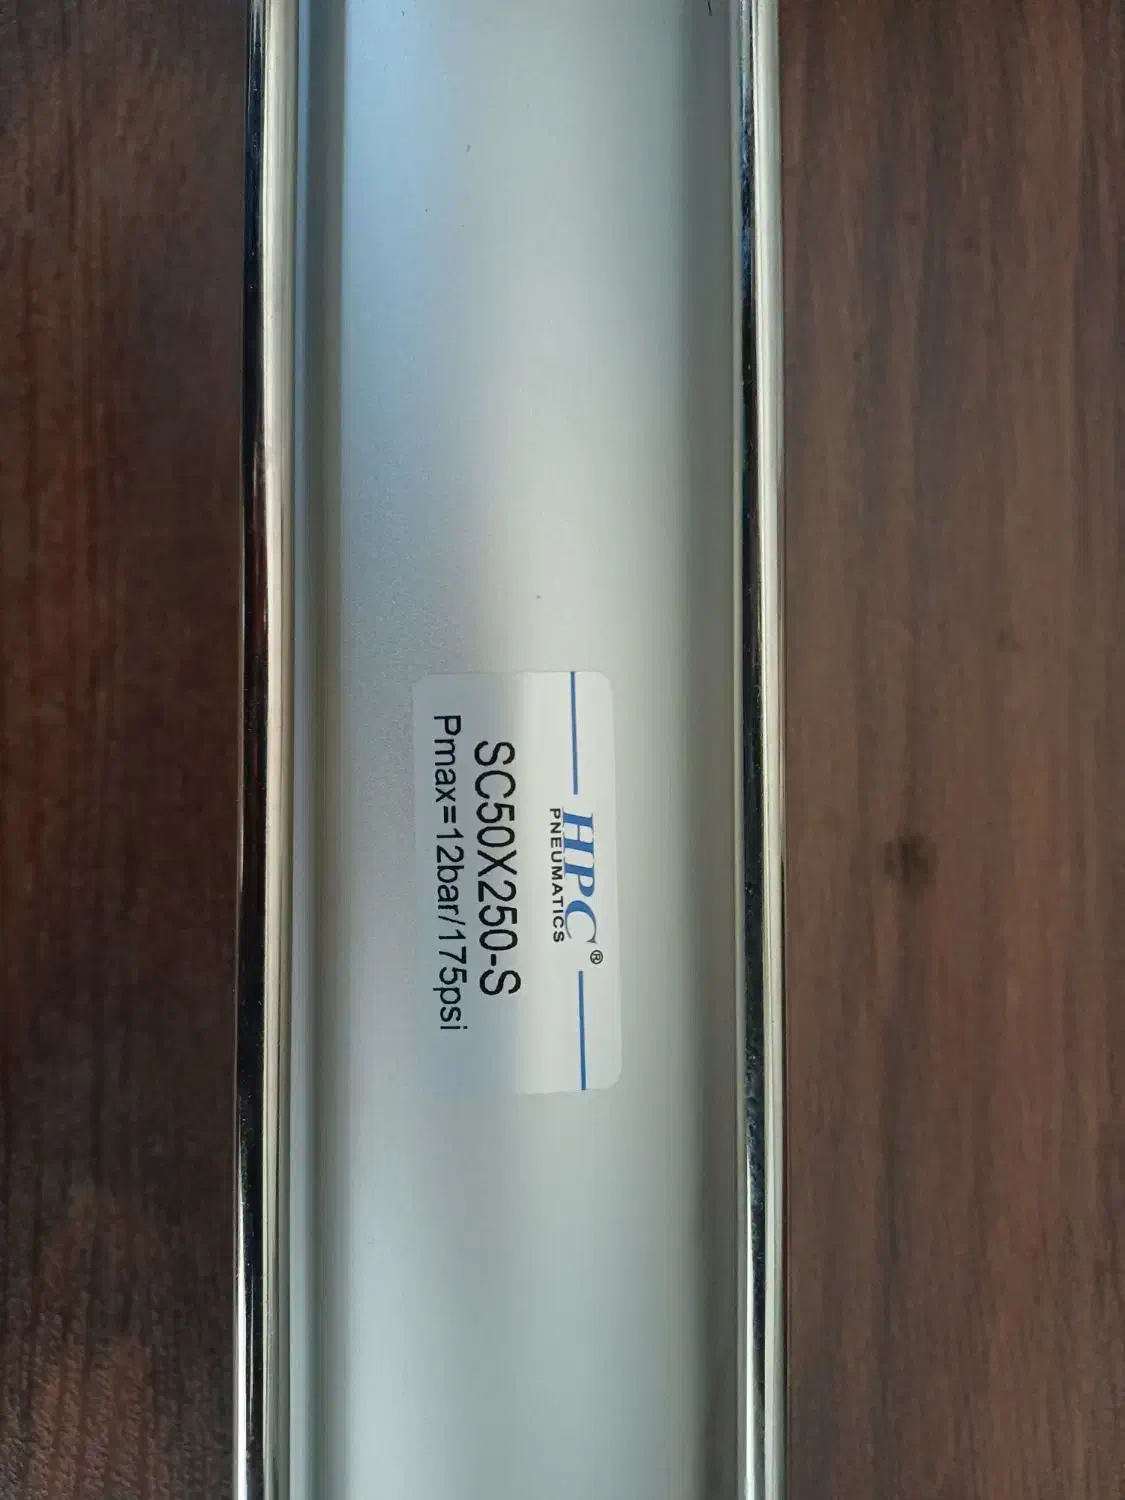 HPC®
PNEUMATICS
SC50X250-S
Pmax=12bar/175psi